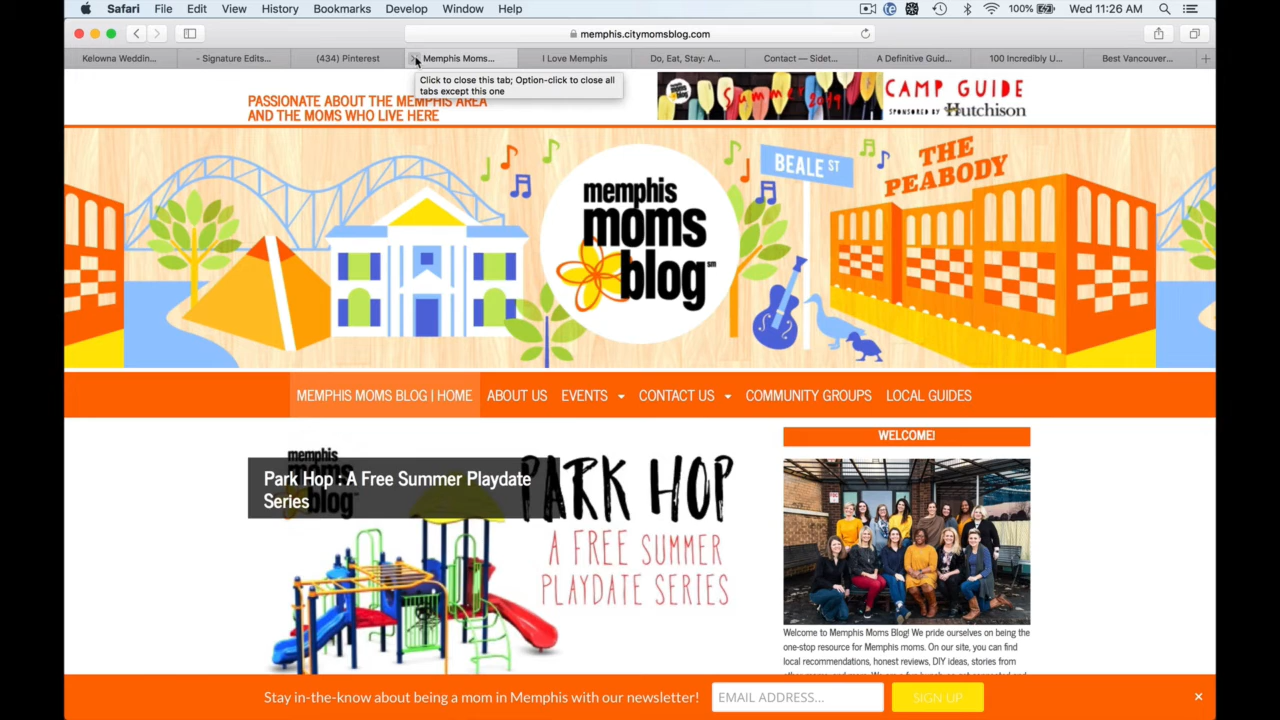 Safari File Edit View History Bookmarks Develop Window Help 100% Wed 11:26 AM
memphis.citymomsblog.com
Kelowna Weddin... - Signature Edits... (434) Pinterest Memphis Moms... I Love Memphis Do, Eat, Stay: A... Contact — Sidet... A Definitive Guid... 100 Incredibly U... Best Vancouver...
Click to close this tab; Option-click to close all
tabs except this one
PASSIONATE ABOUT THE MEMPHIS AREA
AND THE MOMS WHO LIVE HERE
Summer 2019
CAMP GUIDE
SPONSORED BY Hutchison
memphis
moms
blog
SM
BEALE ST
THE
PEABODY
MEMPHIS MOMS BLOG | HOME ABOUT US EVENTS CONTACT US COMMUNITY GROUPS LOCAL GUIDES
memphis
moms
blog
Park Hop : A Free Summer Playdate
Series
PARK HOP
A FREE SUMMER
PLAYDATE SERIES
WELCOME!
Welcome to Memphis Moms Blog! We pride ourselves on being the
one-stop resource for Memphis moms. On our site, you can find
local recommendations, honest reviews, DIY ideas, stories from
Stay in-the-know about being a mom in Memphis with our newsletter! EMAIL ADDRESS... SIGN UP